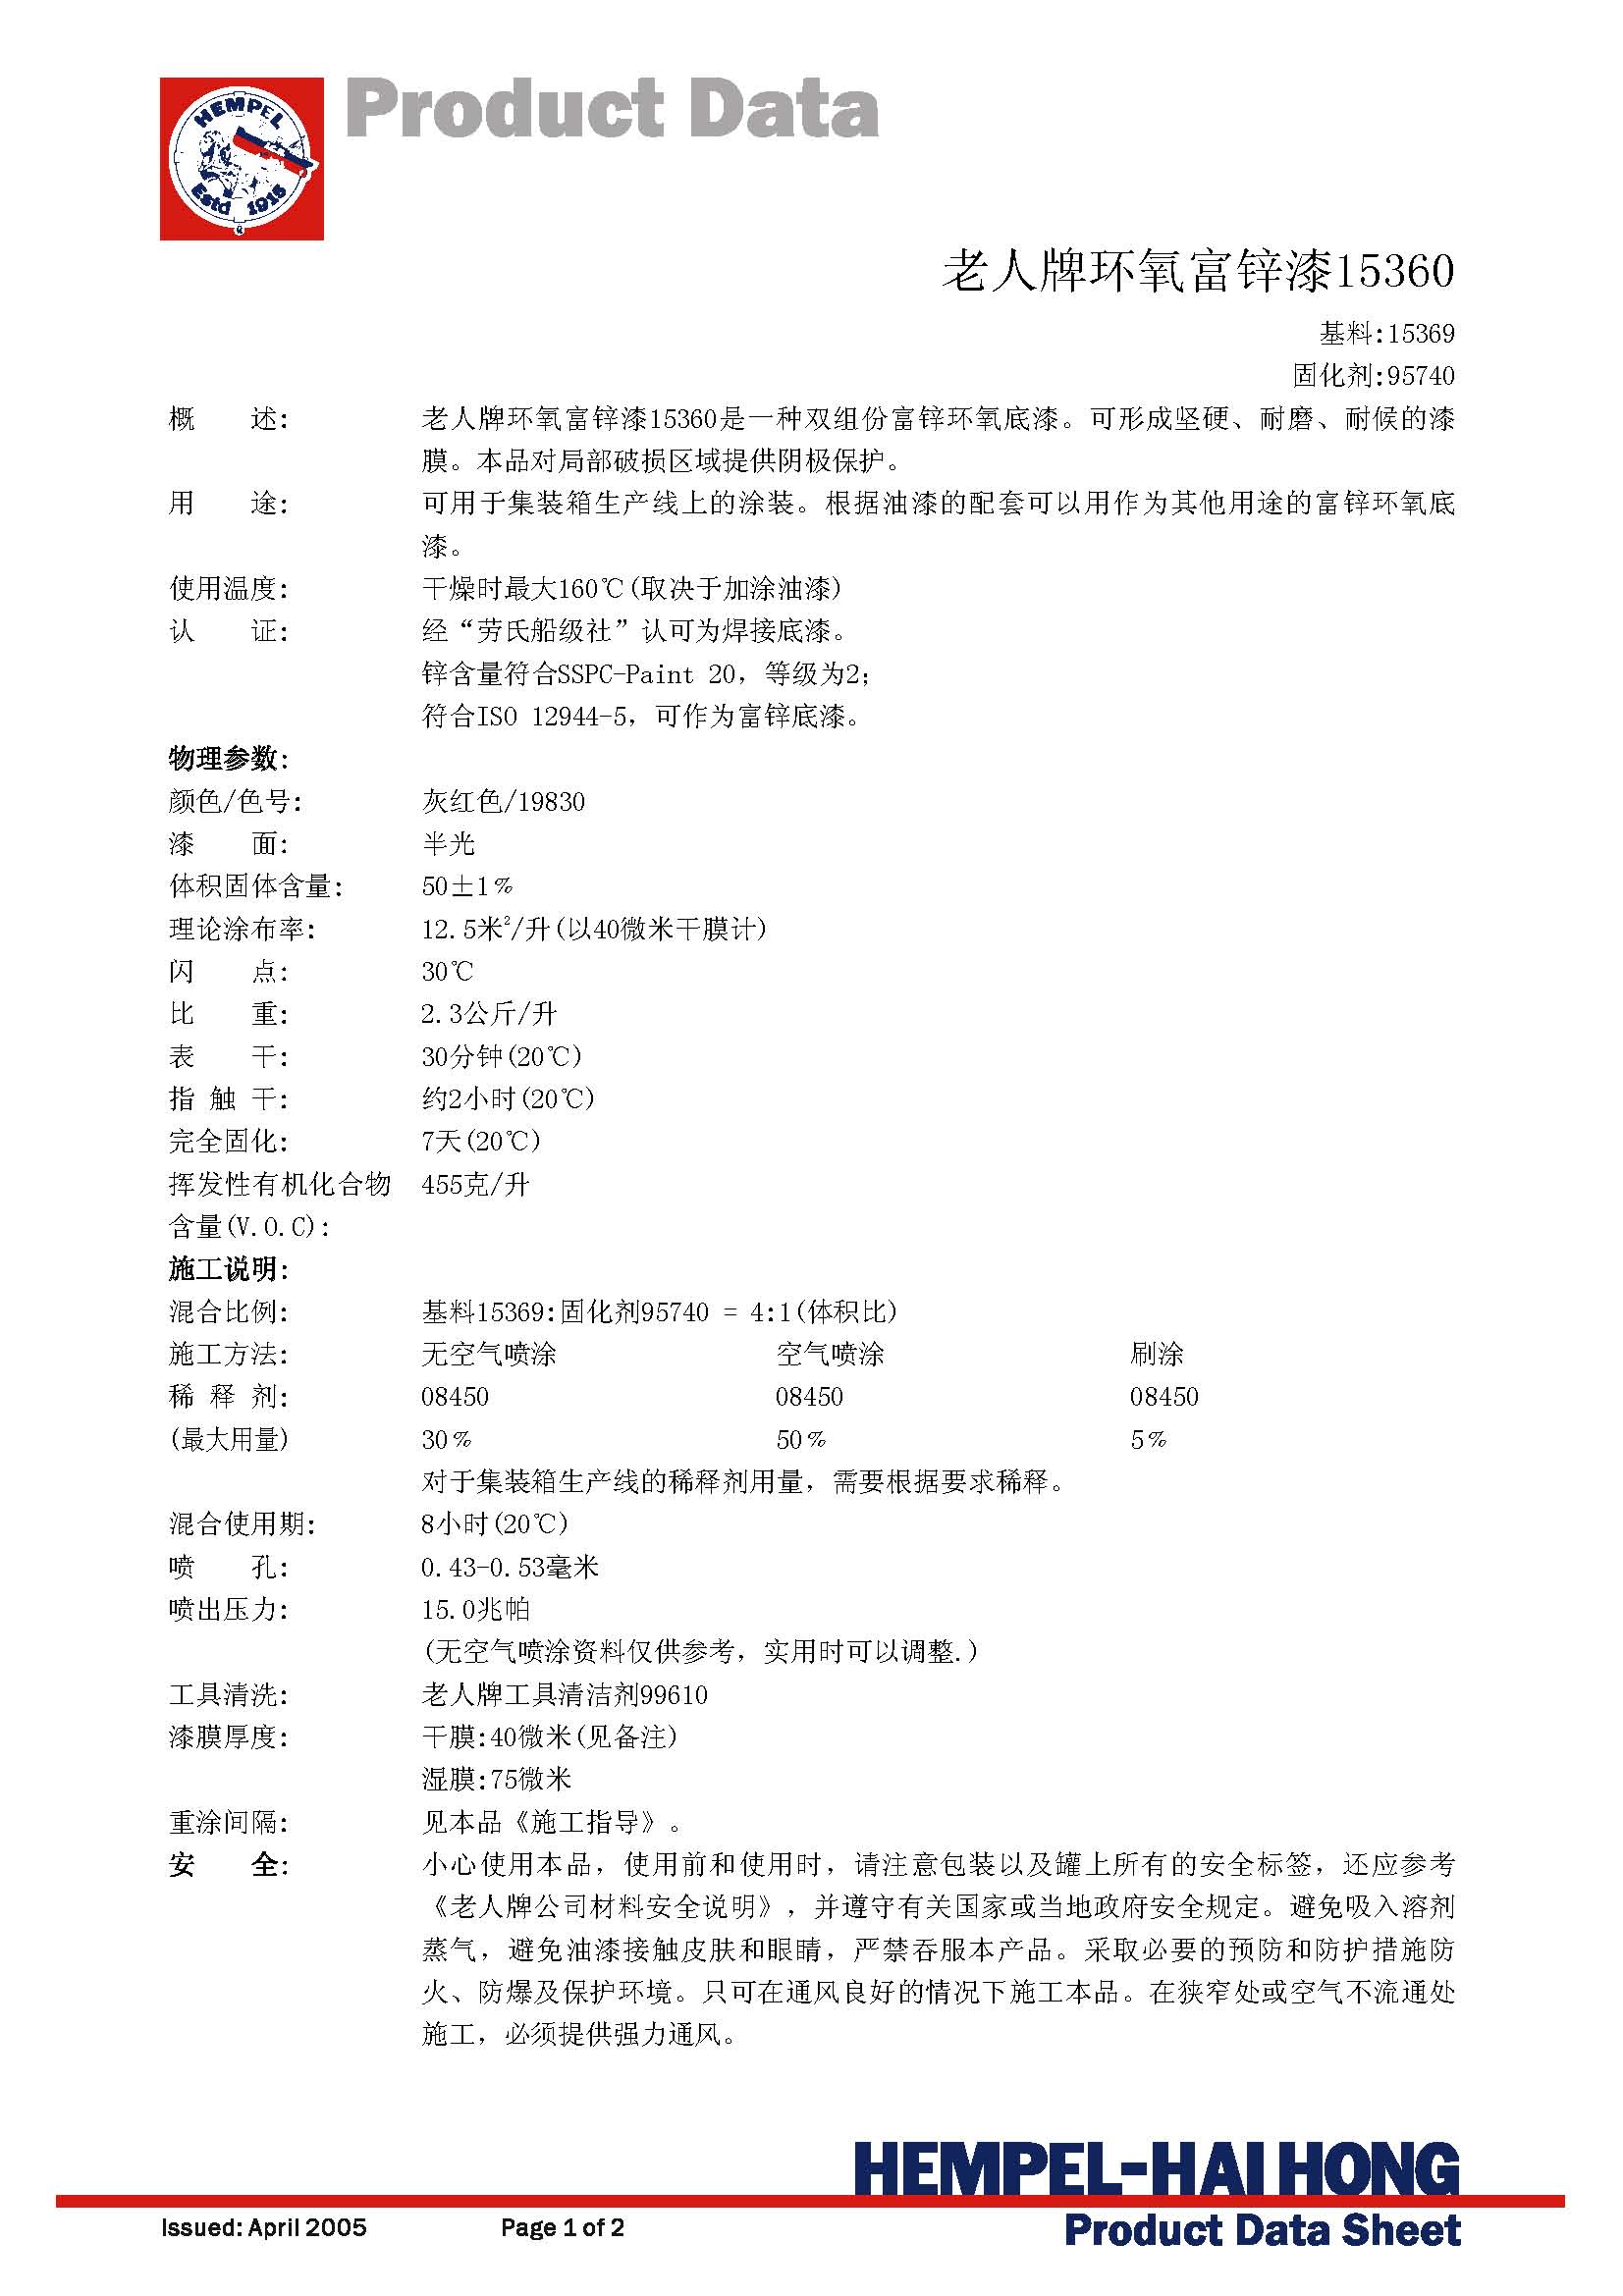 HEMPEL
Estd 1915
Product Data
老人牌环氧富锌漆15360
基料:15369
固化剂:95740
概 述: 老人牌环氧富锌漆15360是一种双组份富锌环氧底漆。可形成坚硬、耐磨、耐候的漆
膜。本品对局部破损区域提供阴极保护。
用 途: 可用于集装箱生产线上的涂装。根据油漆的配套可以用作为其他用途的富锌环氧底
漆。
使用温度: 干燥时最大160℃(取决于加涂油漆)
认 证: 经“劳氏船级社”认可为焊接底漆。
锌含量符合SSPC-Paint 20，等级为2;
符合ISO 12944-5，可作为富锌底漆。
物理参数:
颜色/色号: 灰红色/19830
漆 面: 半光
体积固体含量: 50±1%
理论涂布率: 12.5米²/升(以40微米干膜计)
闪 点: 30℃
比 重: 2.3公斤/升
表 干: 30分钟(20℃)
指 触 干: 约2小时(20℃)
完全固化: 7天(20℃)
挥发性有机化合物 455克/升
含量(V.O.C):
施工说明:
混合比例: 基料15369:固化剂95740 = 4:1(体积比)
施工方法: 无空气喷涂 空气喷涂 刷涂
稀 释 剂: 08450 08450 08450
(最大用量) 30% 50% 5%
对于集装箱生产线的稀释剂用量，需要根据要求稀释。
混合使用期: 8小时(20℃)
喷 孔: 0.43-0.53毫米
喷出压力: 15.0兆帕
(无空气喷涂资料仅供参考，实用时可以调整.)
工具清洗: 老人牌工具清洁剂99610
漆膜厚度: 干膜:40微米(见备注)
湿膜:75微米
重涂间隔: 见本品《施工指导》。
安 全: 小心使用本品，使用前和使用时，请注意包装以及罐上所有的安全标签，还应参考
《老人牌公司材料安全说明》，并遵守有关国家或当地政府安全规定。避免吸入溶剂
蒸气，避免油漆接触皮肤和眼睛，严禁吞服本产品。采取必要的预防和防护措施防
火、防爆及保护环境。只可在通风良好的情况下施工本品。在狭窄处或空气不流通处
施工，必须提供强力通风。
HEMPEL-HAI HONG
Issued: April 2005 Page 1 of 2 Product Data Sheet